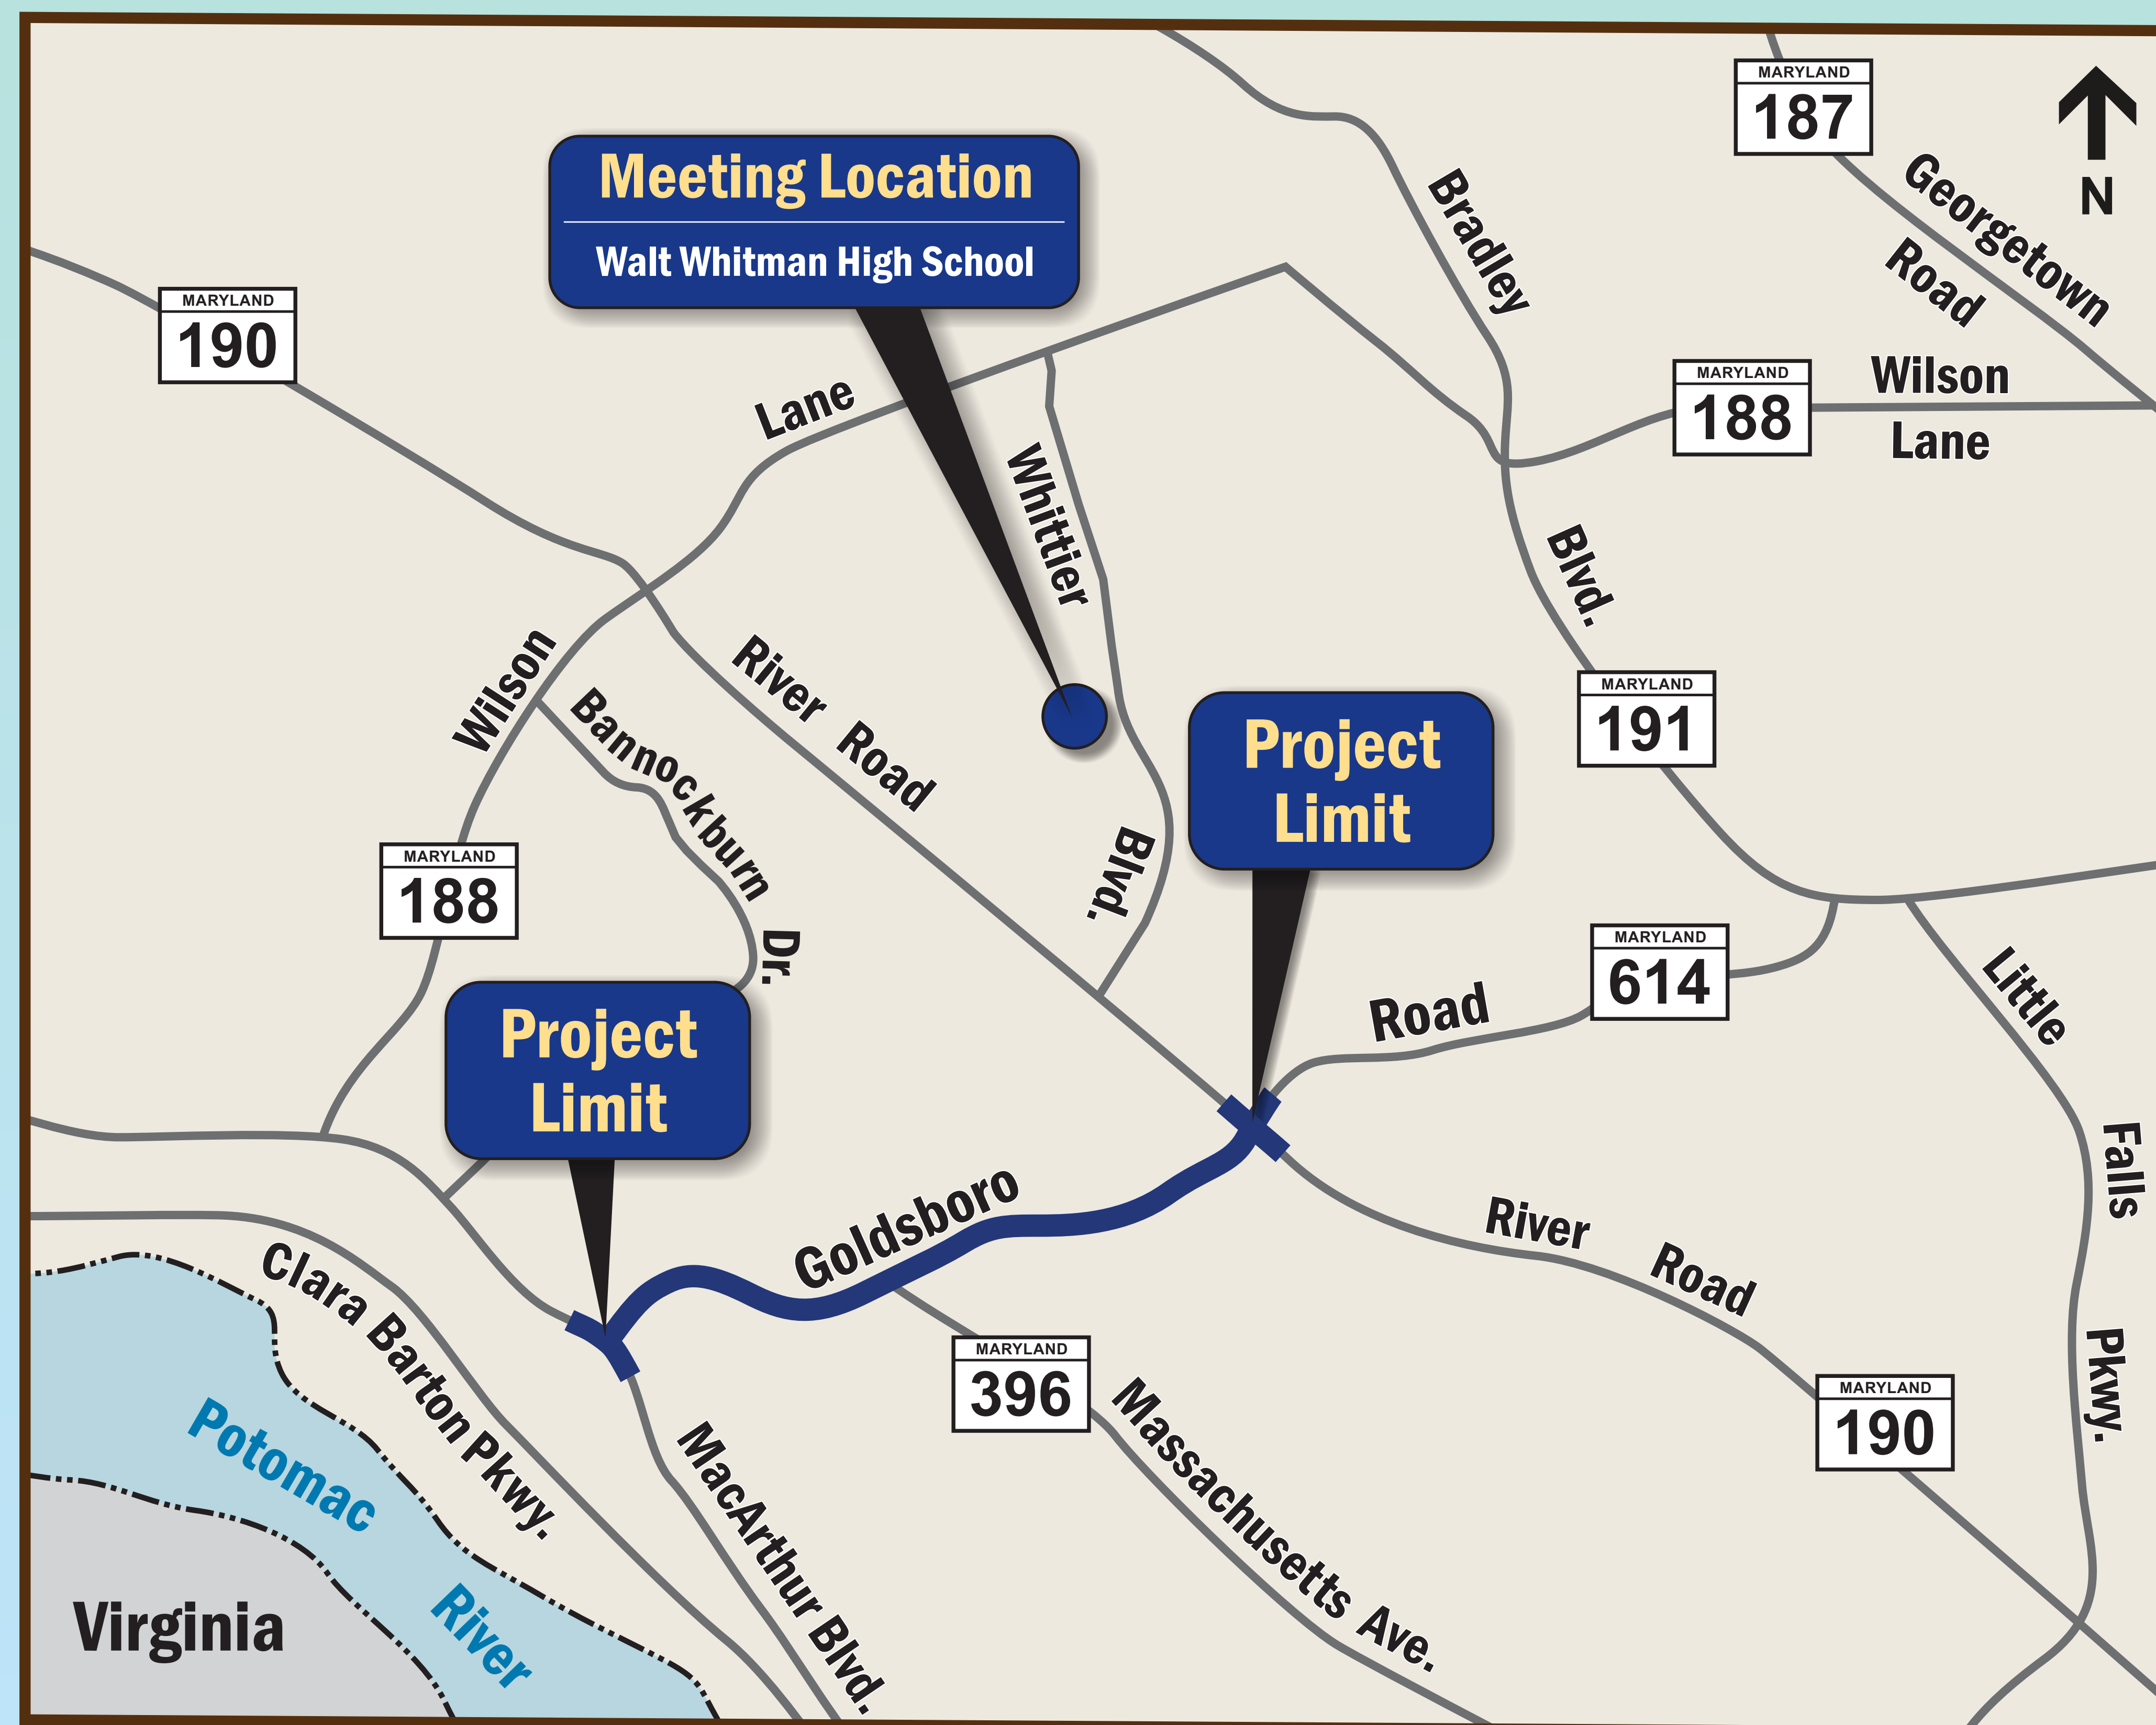 MARYLAND
187
Georgetown
Road
N
Meeting Location
Walt Whitman High School
Bradley
MARYLAND
190
Lane
MARYLAND
188
Wilson
Lane
Whittier
Blvd.
Wilson
River Road
Bannockburn
Dr.
MARYLAND
191
Project
Limit
Blvd.
MARYLAND
188
MARYLAND
614
Road
Little
Falls
Pkwy.
Project
Limit
Goldsboro
River Road
Clara Barton Pkwy.
MARYLAND
396
MARYLAND
190
Massachusetts Ave.
MacArthur Blvd.
Potomac
River
Virginia